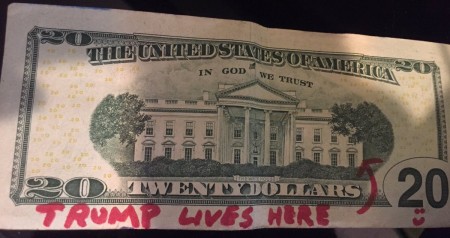 20 20
THE UNITED STATES OF AMERICA
IN GOD WE TRUST
20 TWENTY DOLLARS 20
TRUMP LIVES HERE